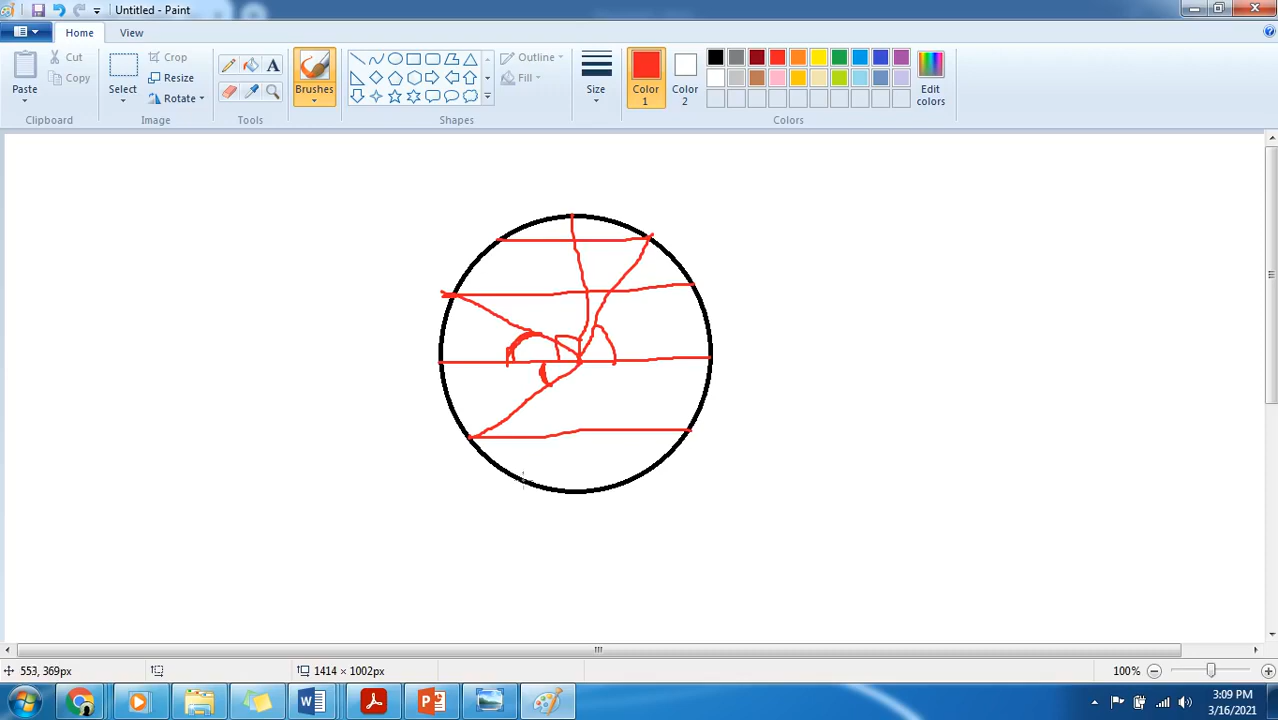 Untitled - Paint
Home
View
Paste
Cut
Copy
Clipboard
Select
Crop
Resize
Rotate
Image
Tools
Brushes
Outline
Fill
Shapes
Size
Color
1
Color
2
Edit
colors
Colors
553, 369px
1414 × 1002px
100%
3:09 PM
3/16/2021